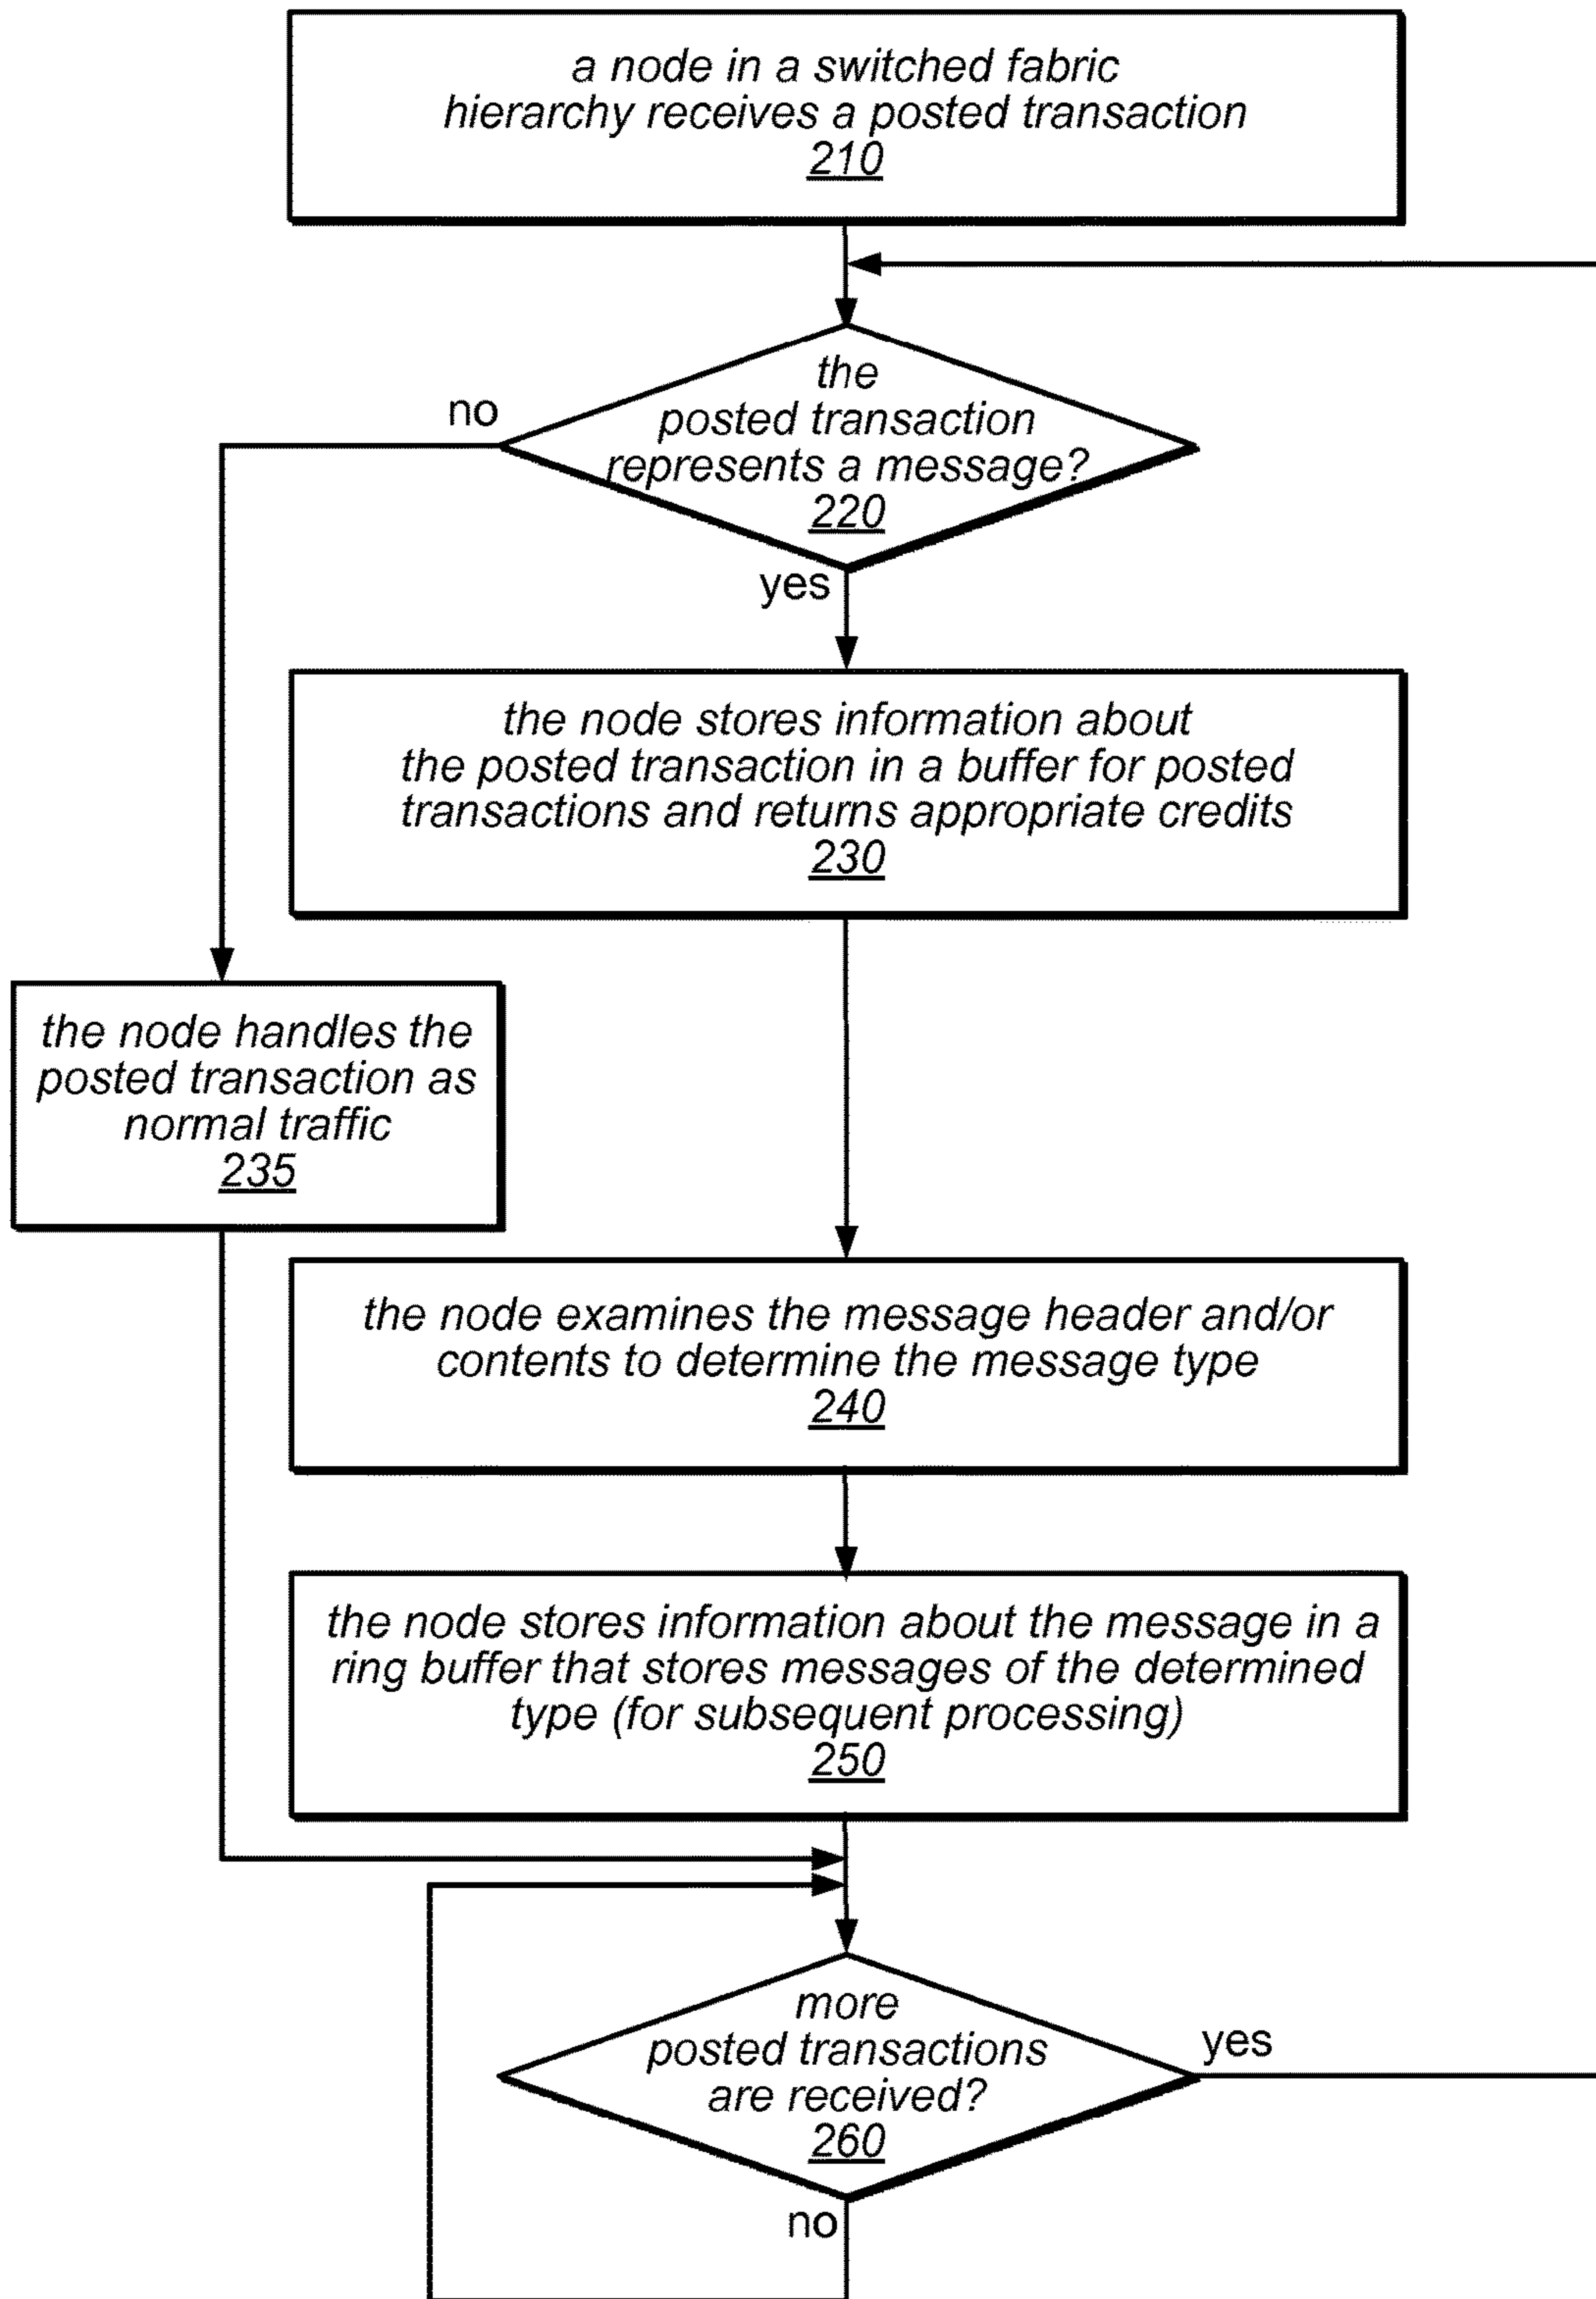 a node in a switched fabric
hierarchy receives a posted transaction
210
the
posted transaction
represents a message?
220
no
yes
the node stores information about
the posted transaction in a buffer for posted
transactions and returns appropriate credits
230
the node handles the
posted transaction as
normal traffic
235
the node examines the message header and/or
contents to determine the message type
240
the node stores information about the message in a
ring buffer that stores messages of the determined
type (for subsequent processing)
250
more
posted transactions
are received?
260
yes
no